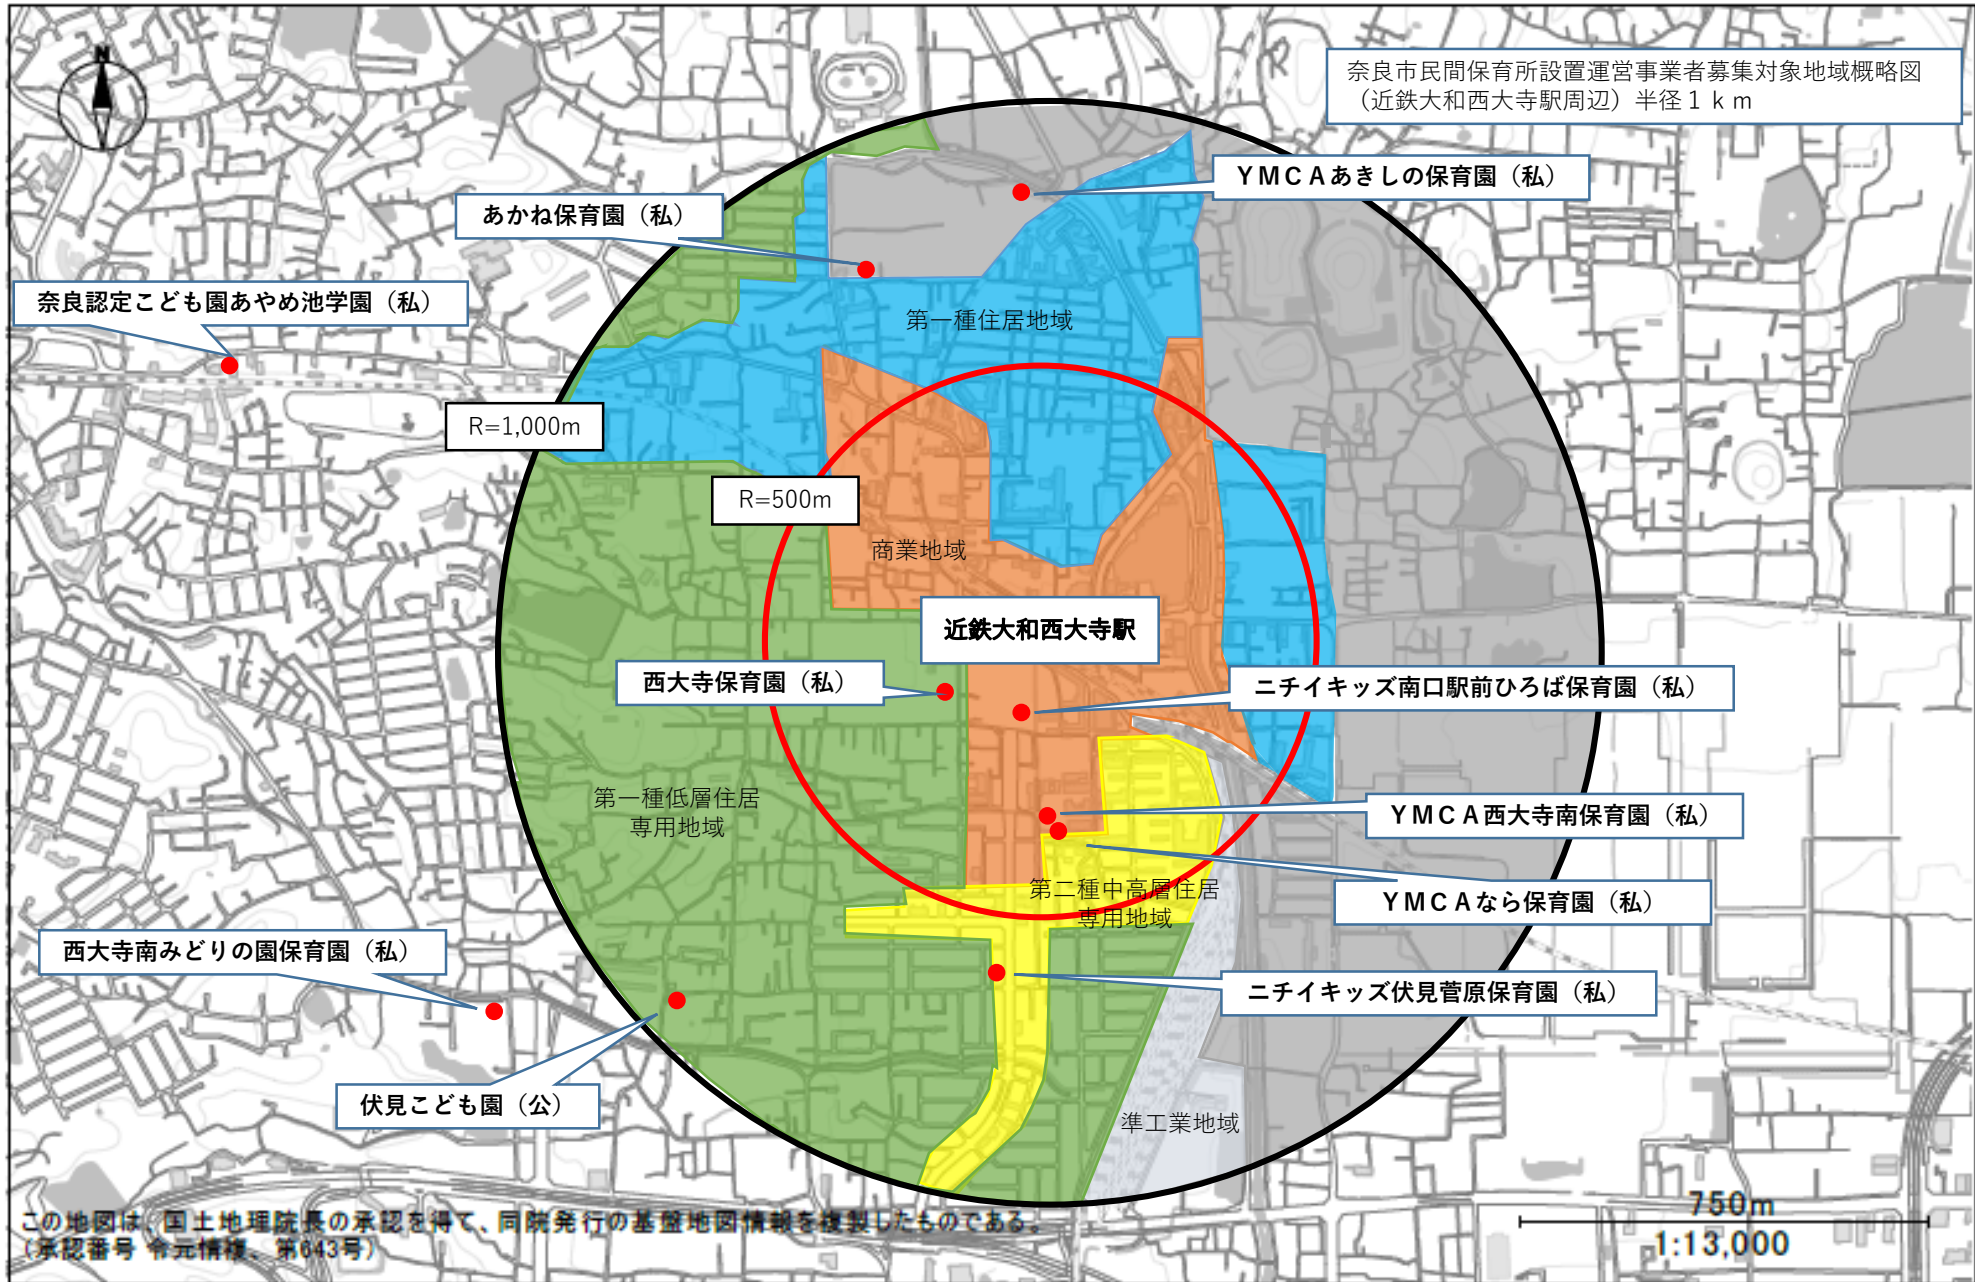 N
奈良市民間保育所設置運営事業者募集対象地域概略図
（近鉄大和西大寺駅周辺）半径１ｋｍ
ＹＭＣＡあきしの保育園（私）
あかね保育園（私）
奈良認定こども園あやめ池学園（私）
第一種住居地域
R=1,000m
R=500m
商業地域
近鉄大和西大寺駅
西大寺保育園（私）
ニチイキッズ南口駅前ひろば保育園（私）
第一種低層住居
専用地域
ＹＭＣＡ西大寺南保育園（私）
第二種中高層住居
専用地域
ＹＭＣＡなら保育園（私）
西大寺南みどりの園保育園（私）
ニチイキッズ伏見菅原保育園（私）
伏見こども園（公）
準工業地域
この地図は、国土地理院長の承認を得て、同院発行の基盤地図情報を複製したものである。
（承認番号 令元情複、第643号）
750m
1:13,000